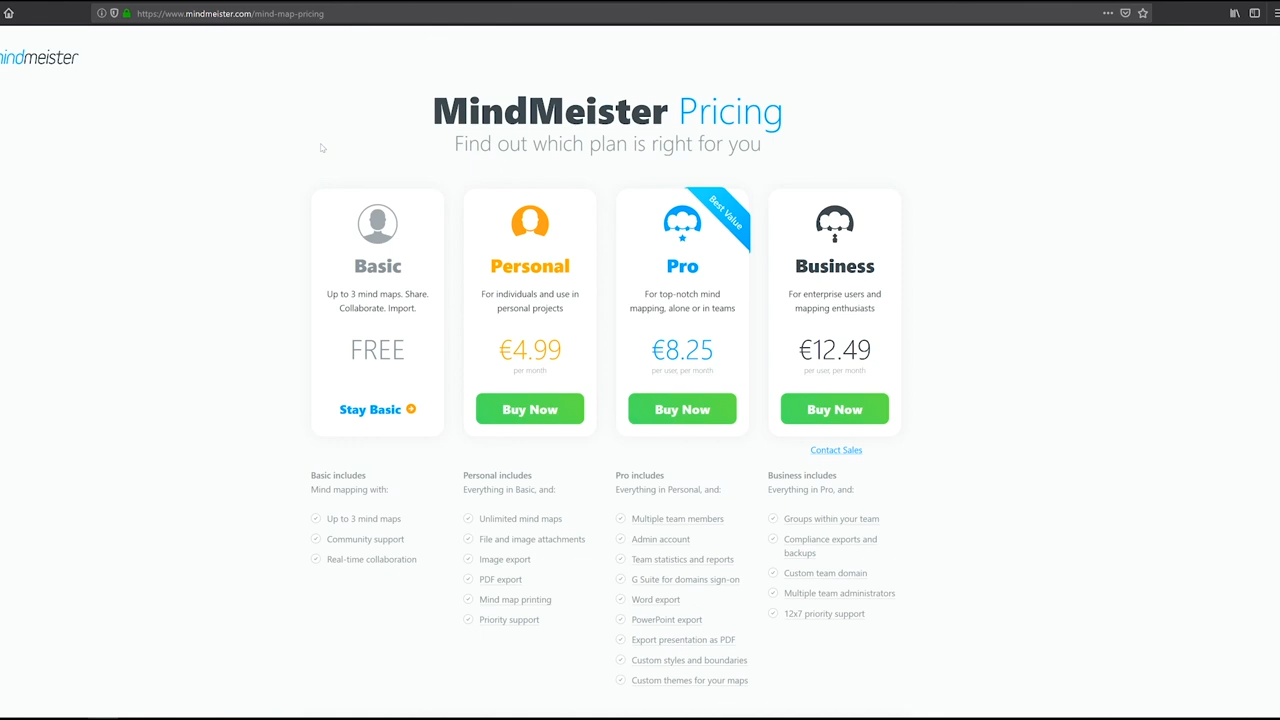 https://www.mindmeister.com/mind-map-pricing
mindmeister
MindMeister Pricing
Find out which plan is right for you
Basic
Up to 3 mind maps. Share.
Collaborate. Import.
FREE
Stay Basic
Personal
For individuals and use in
personal projects
€4.99
per month
Buy Now
Best Value
Pro
For top-notch mind
mapping, alone or in teams
€8.25
per user, per month
Buy Now
Business
For enterprise users and
mapping enthusiasts
€12.49
per user, per month
Buy Now
Contact Sales
Basic includes
Mind mapping with:
Up to 3 mind maps
Community support
Real-time collaboration
Personal includes
Everything in Basic, and:
Unlimited mind maps
File and image attachments
Image export
PDF export
Mind map printing
Priority support
Pro includes
Everything in Personal, and:
Multiple team members
Admin account
Team statistics and reports
G Suite for domains sign-on
Word export
PowerPoint export
Export presentation as PDF
Custom styles and boundaries
Custom themes for your maps
Business includes
Everything in Pro, and:
Groups within your team
Compliance exports and
backups
Custom team domain
Multiple team administrators
12x7 priority support